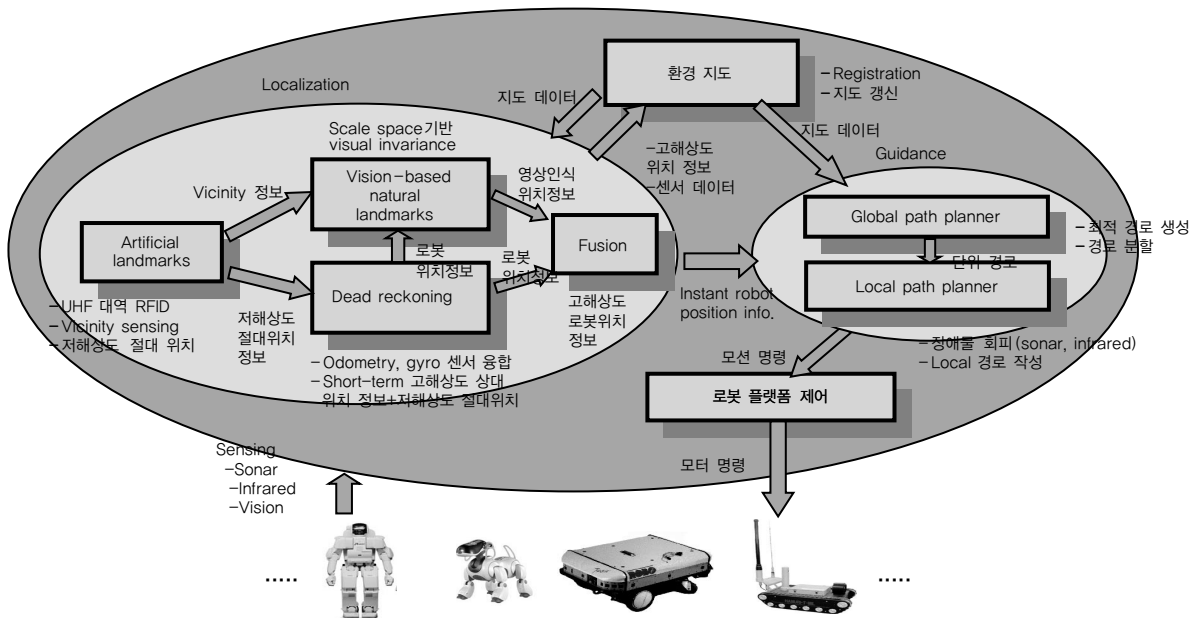 환경 지도
–Registration
–지도 갱신
Localization
지도 데이터
지도 데이터
Scale space기반
visual invariance
–고해상도
위치 정보
–센서 데이터
Guidance
Vicinity 정보
Vision–based
natural
landmarks
영상인식
위치정보
Global path planner
–최적 경로 생성
–경로 분할
Artificial
landmarks
로봇
위치정보
로봇
위치정보
Fusion
단위 경로
Dead reckoning
Instant robot
position info.
Local path planner
–UHF 대역 RFID
–Vicinity sensing
–저해상도 절대 위치
저해상도
절대위치
정보
고해상도
로봇위치
정보
–장애물 회피(sonar, infrared)
–Local 경로 작성
–Odometry, gyro 센서 융합
–Short–term 고해상도 상대
위치 정보+저해상도 절대위치
모션 명령
로봇 플랫폼 제어
Sensing
–Sonar
–Infrared
–Vision
모터 명령
.....
.....